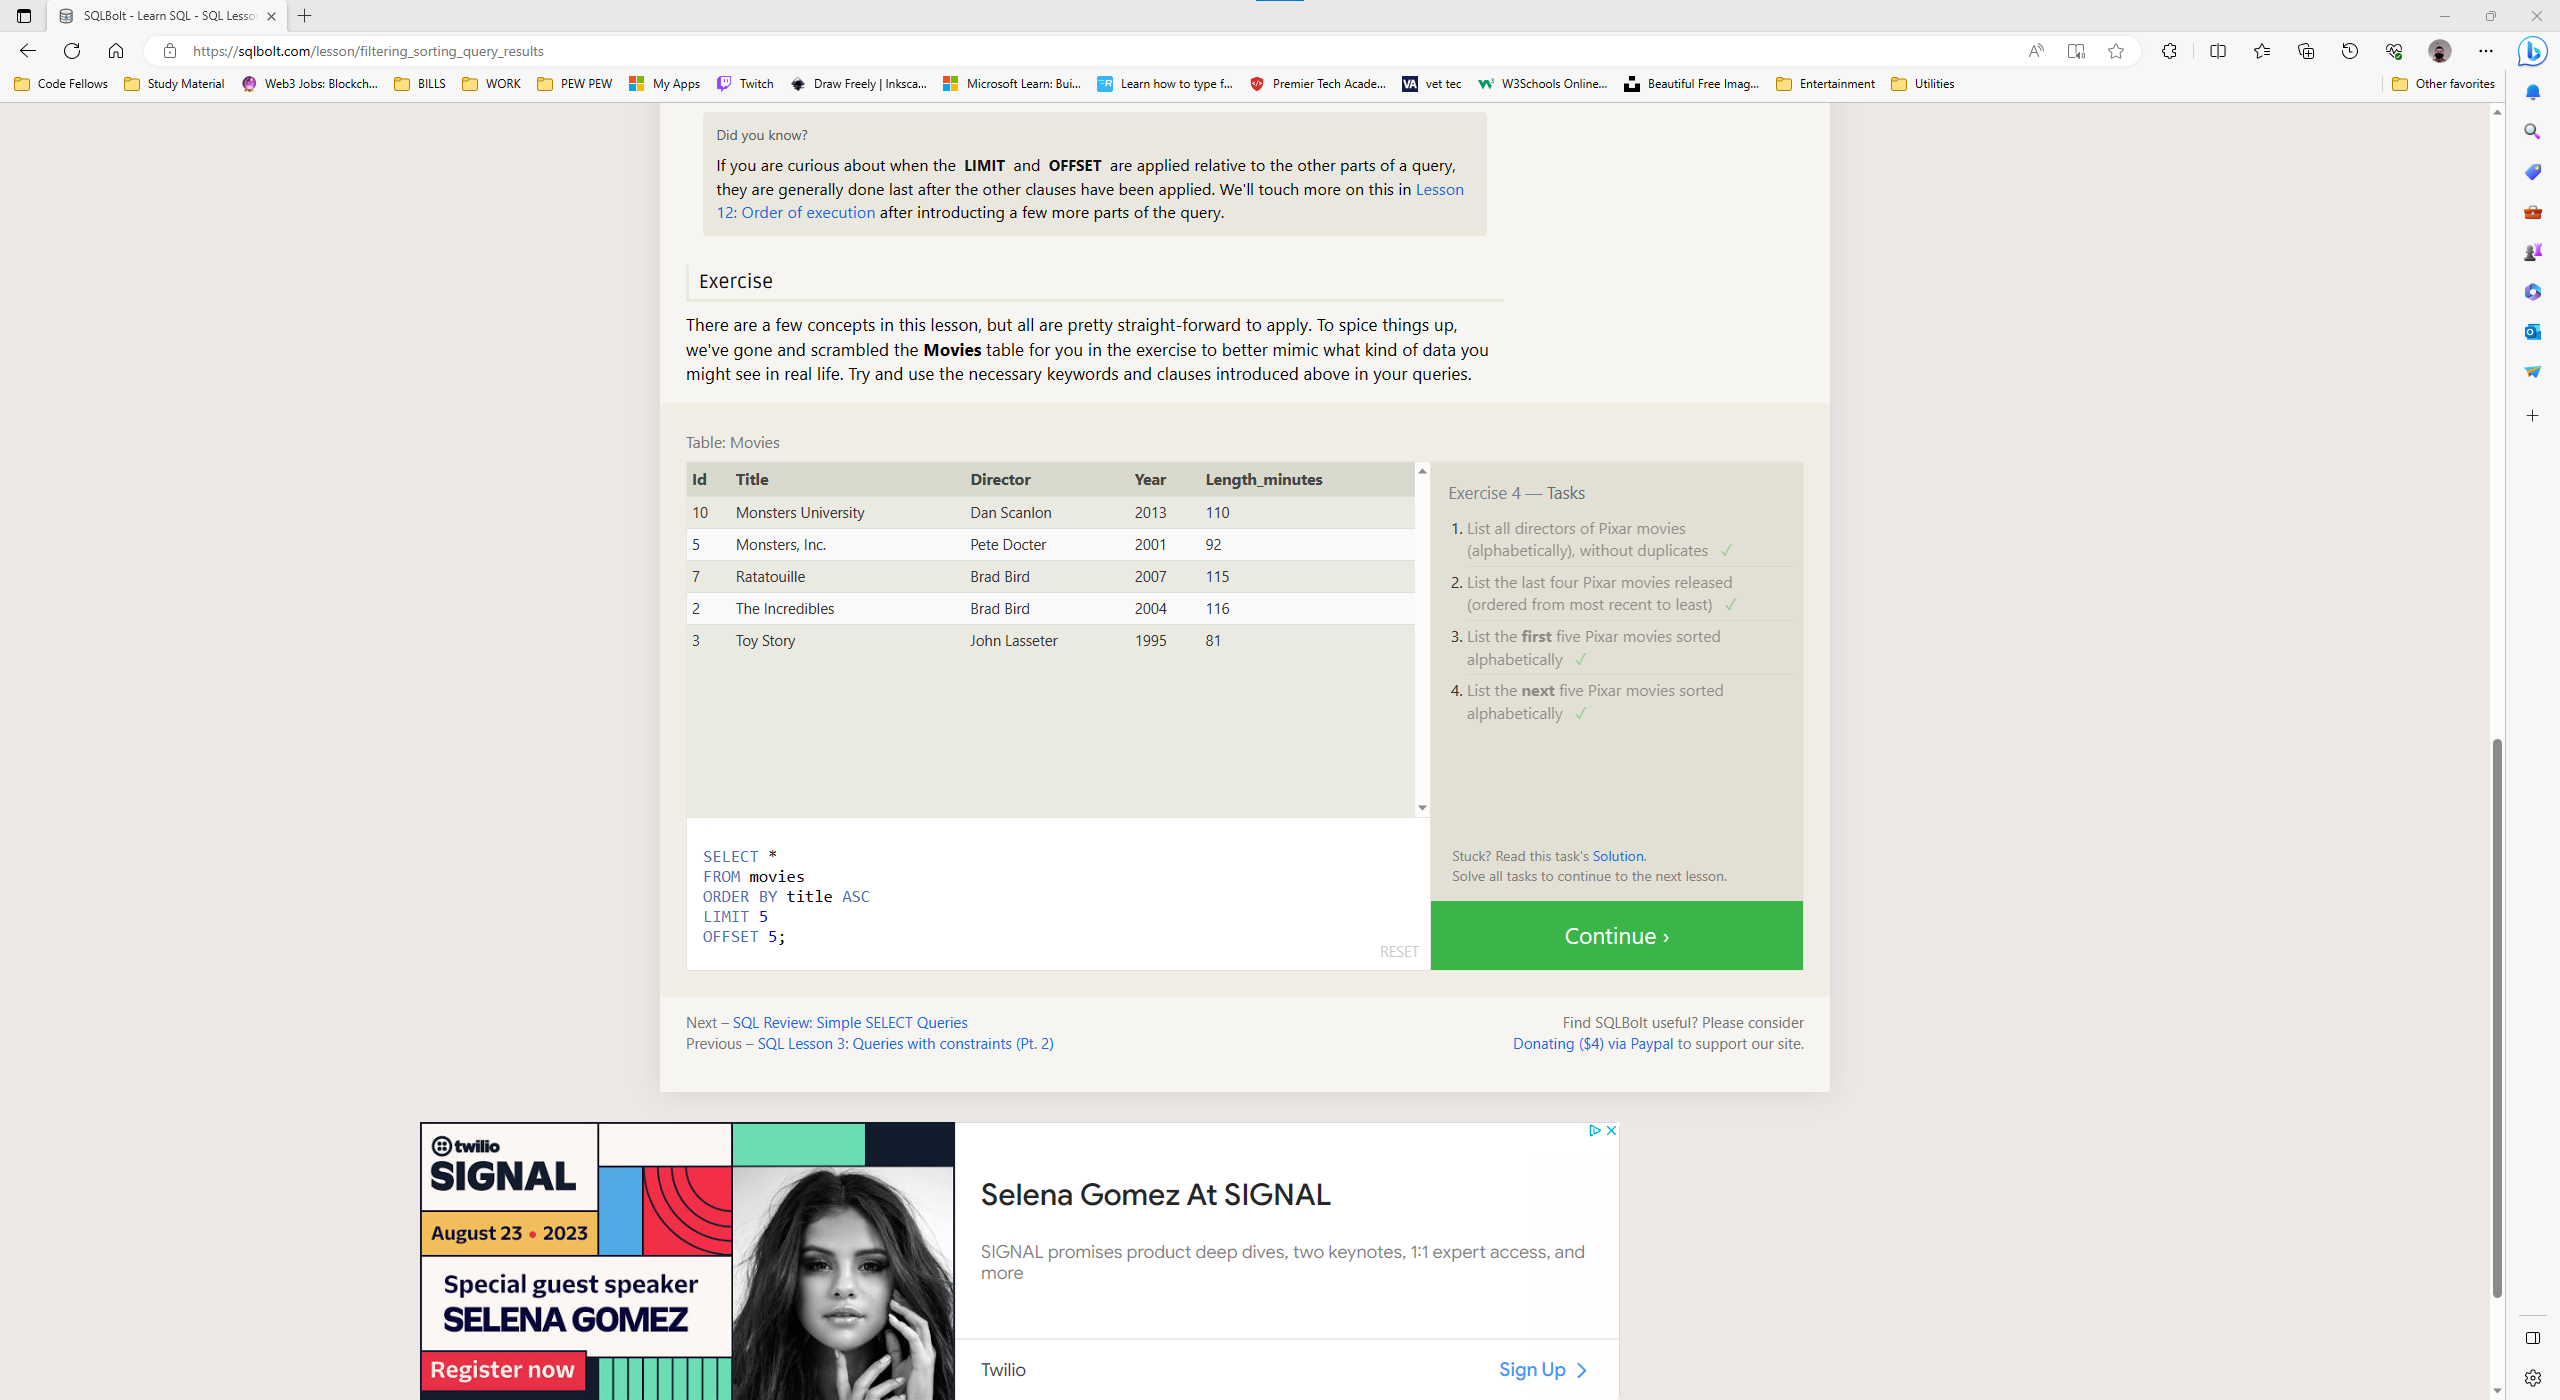 SQLBolt - Learn SQL - SQL Lesso
https://sqlbolt.com/lesson/filtering_sorting_query_results
Code Fellows
Study Material
Web3 Jobs: Blockch...
BILLS
WORK
PEW PEW
My Apps
Twitch
Draw Freely | Inksca...
Microsoft Learn: Bui...
Learn how to type f...
Premier Tech Acade...
VA vet tec
W3Schools Online...
Beautiful Free Imag...
Entertainment
Utilities
Other favorites
Did you know?
If you are curious about when the LIMIT and OFFSET are applied relative to the other parts of a query,
they are generally done last after the other clauses have been applied. We'll touch more on this in Lesson
12: Order of execution after introducting a few more parts of the query.
Exercise
There are a few concepts in this lesson, but all are pretty straight-forward to apply. To spice things up,
we've gone and scrambled the Movies table for you in the exercise to better mimic what kind of data you
might see in real life. Try and use the necessary keywords and clauses introduced above in your queries.
Table: Movies
Id Title Director Year Length_minutes
10 Monsters University Dan Scanlon 2013 110
5 Monsters, Inc. Pete Docter 2001 92
7 Ratatouille Brad Bird 2007 115
2 The Incredibles Brad Bird 2004 116
3 Toy Story John Lasseter 1995 81
SELECT *
FROM movies
ORDER BY title ASC
LIMIT 5
OFFSET 5;
RESET
Exercise 4 — Tasks
1. List all directors of Pixar movies
(alphabetically), without duplicates ✓
2. List the last four Pixar movies released
(ordered from most recent to least) ✓
3. List the first five Pixar movies sorted
alphabetically ✓
4. List the next five Pixar movies sorted
alphabetically ✓
Stuck? Read this task's Solution.
Solve all tasks to continue to the next lesson.
Continue ›
Next – SQL Review: Simple SELECT Queries
Previous – SQL Lesson 3: Queries with constraints (Pt. 2)
Find SQLBolt useful? Please consider
Donating ($4) via Paypal to support our site.
twilio
SIGNAL
August 23 • 2023
Special guest speaker
SELENA GOMEZ
Register now
Selena Gomez At SIGNAL
SIGNAL promises product deep dives, two keynotes, 1:1 expert access, and
more
Twilio
Sign Up